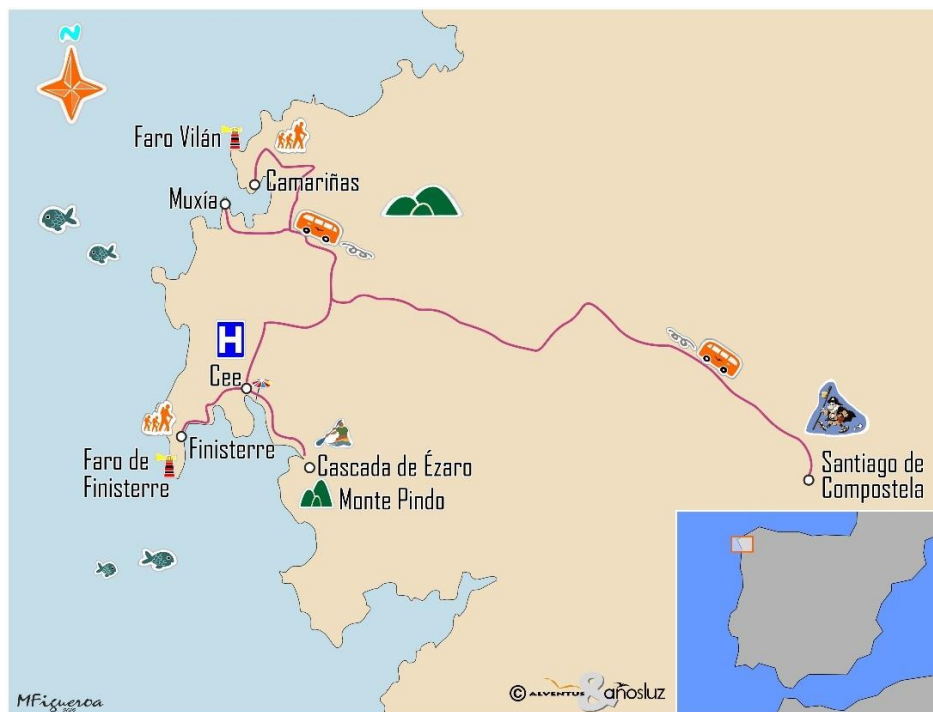 N
Faro Vilán
Camariñas
Muxía
H
Cee
Finisterre
Faro de
Finisterre
Cascada de Ézaro
Monte Pindo
Santiago de
Compostela
MFigueroa
© ALVENTUS & añosluz